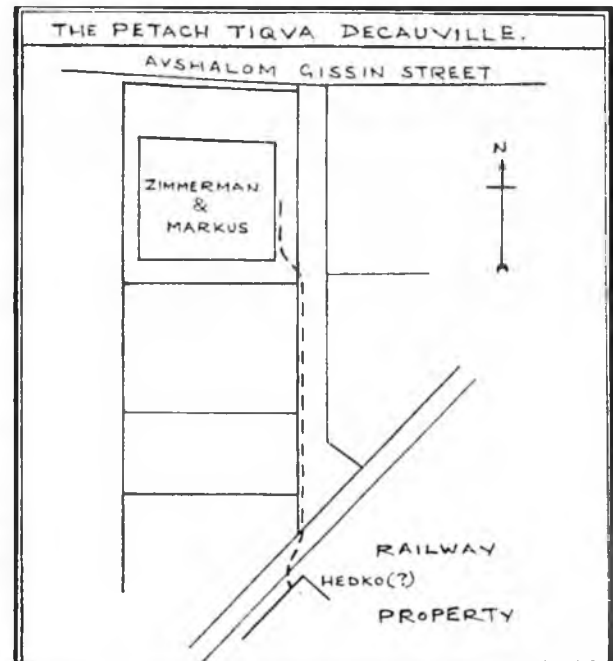 THE PETACH TIQVA DECAUVILLE.
AVSHALOM GISSIN STREET
N
ZIMMERMAN
&
MARKUS
RAILWAY
HEDKO(?)
PROPERTY